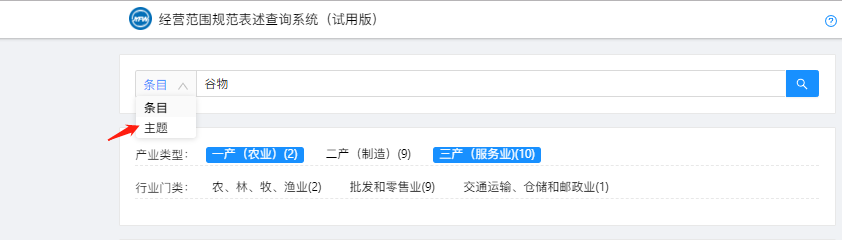 JYFW
经营范围规范表述查询系统（试用版）
条目 谷物
条目
主题
产业类型： 一产（农业）(2) 二产（制造）(9) 三产（服务业)(10)
行业门类： 农、林、牧、渔业(2) 批发和零售业(9) 交通运输、仓储和邮政业(1)